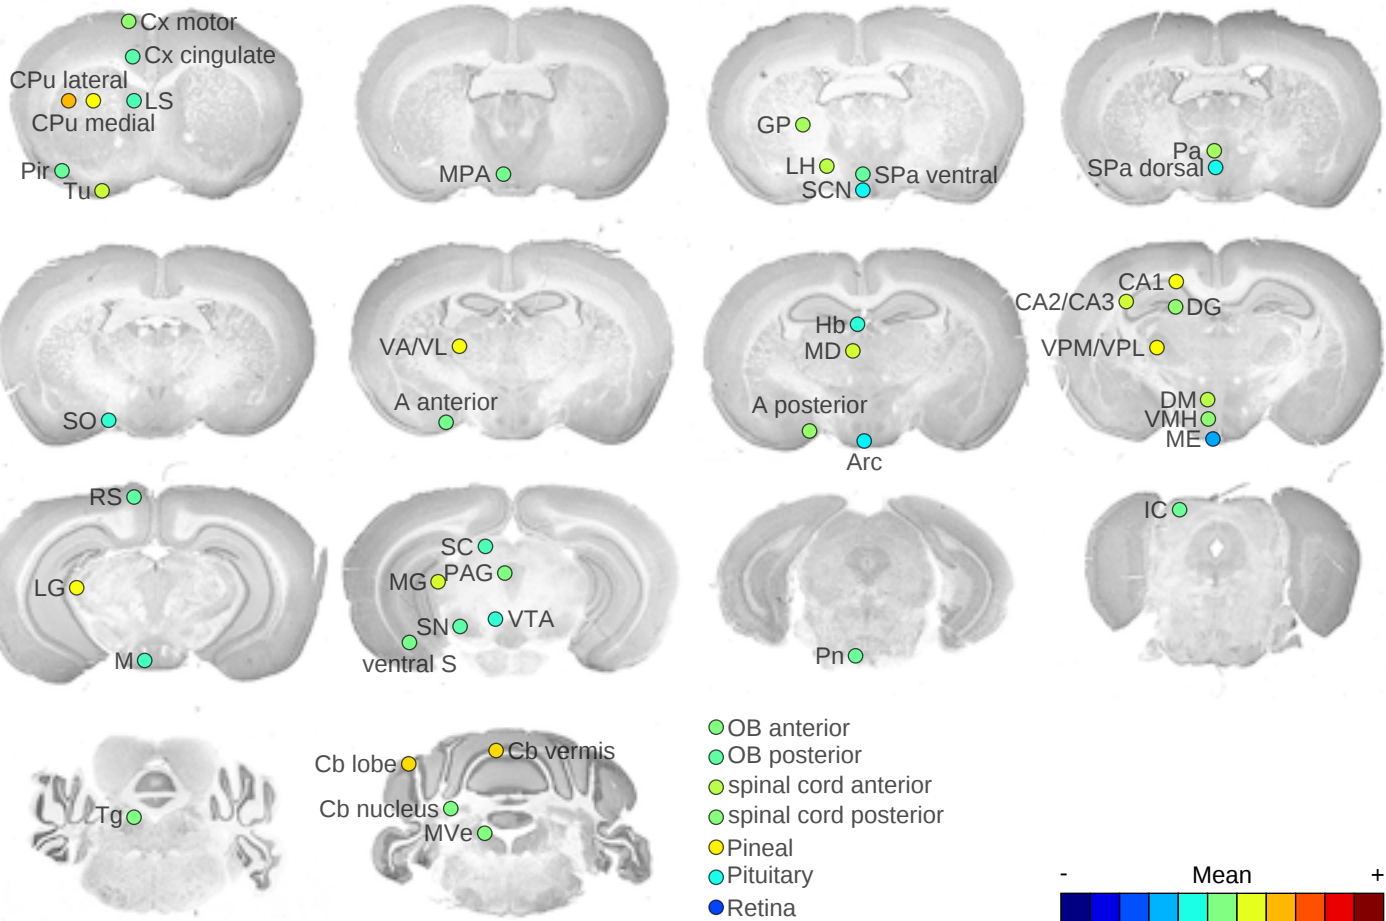 Cx motor
Cx cingulate
CPu lateral
LS
CPu medial
Pir
Tu
MPA
GP
LH
SPa ventral
SCN
Pa
SPa dorsal
SO
VA/VL
A anterior
Hb
MD
A posterior
Arc
CA1
CA2/CA3
DG
VPM/VPL
DM
VMH
ME
RS
LG
M
SC
PAG
MG
VTA
SN
ventral S
Pn
IC
Tg
Cb vermis
Cb lobe
Cb nucleus
MVe
OB anterior
OB posterior
spinal cord anterior
spinal cord posterior
Pineal
Pituitary
Retina
- Mean +